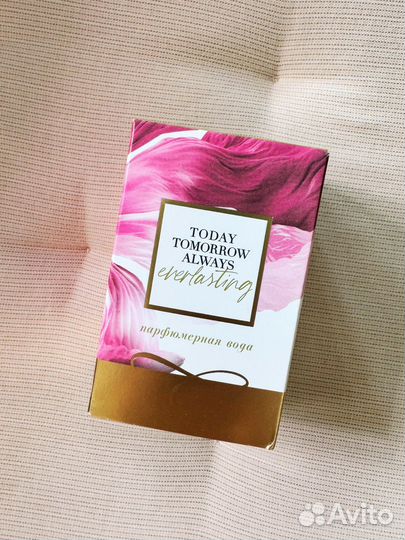 TODAY
TOMORROW
ALWAYS
everlasting
парфюмерная вода
Avito